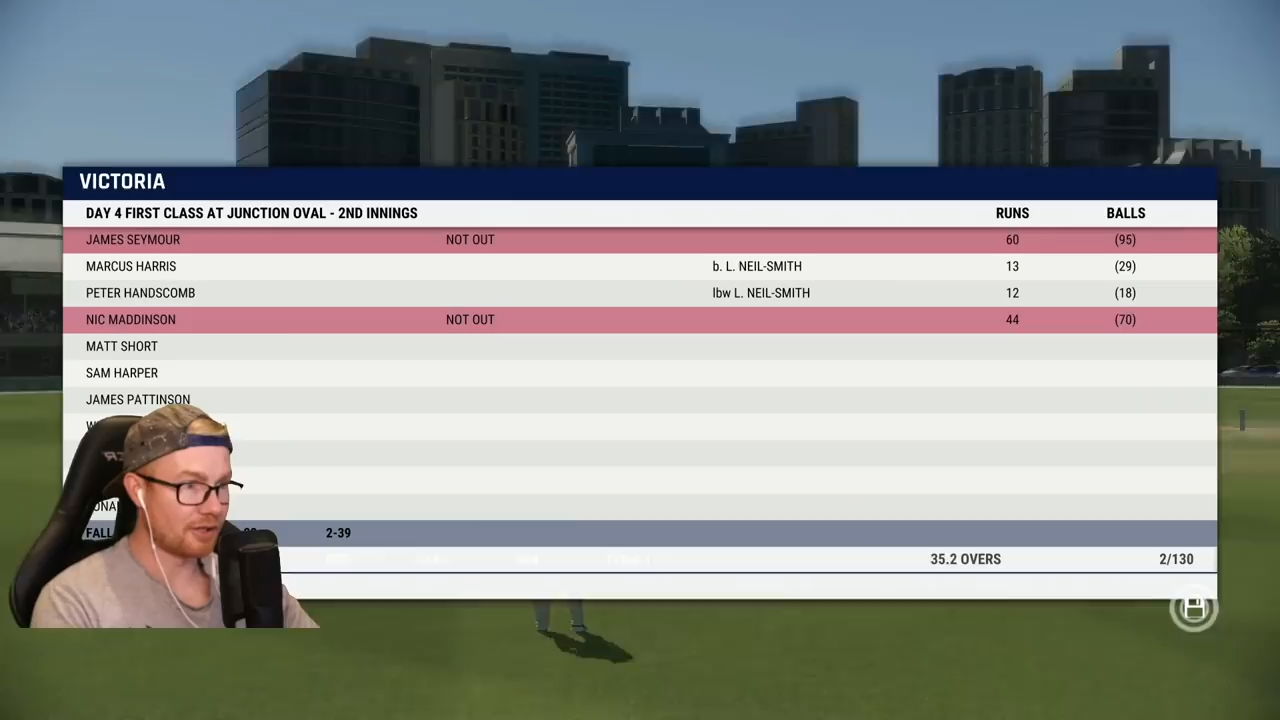 VICTORIA
DAY 4 FIRST CLASS AT JUNCTION OVAL - 2ND INNINGS RUNS BALLS
JAMES SEYMOUR NOT OUT 60 (95)
MARCUS HARRIS b. L. NEIL-SMITH 13 (29)
PETER HANDSCOMB lbw L. NEIL-SMITH 12 (18)
NIC MADDINSON NOT OUT 44 (70)
MATT SHORT
SAM HARPER
JAMES PATTINSON
FALL 2-39
35.2 OVERS 2/130